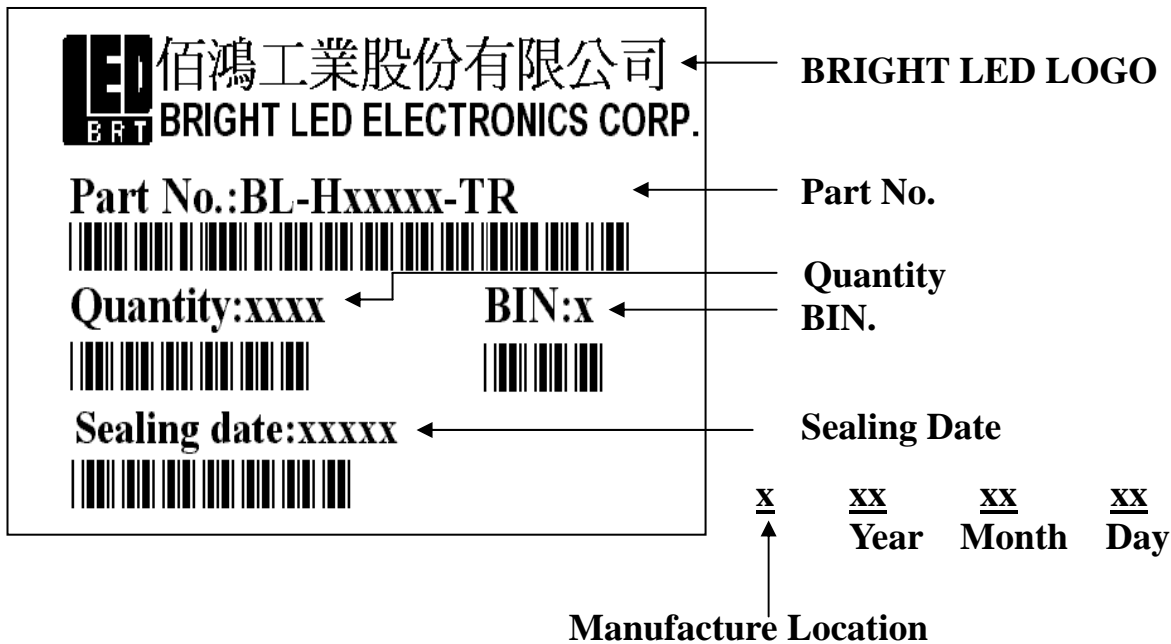 LED 佰鴻工業股份有限公司
BRT BRIGHT LED ELECTRONICS CORP.
BRIGHT LED LOGO
Part No.:BL-Hxxxxx-TR
Part No.
Quantity:xxxx
BIN:x
Quantity
BIN.
Sealing date:xxxxx
Sealing Date
x xx xx xx
Year Month Day
Manufacture Location